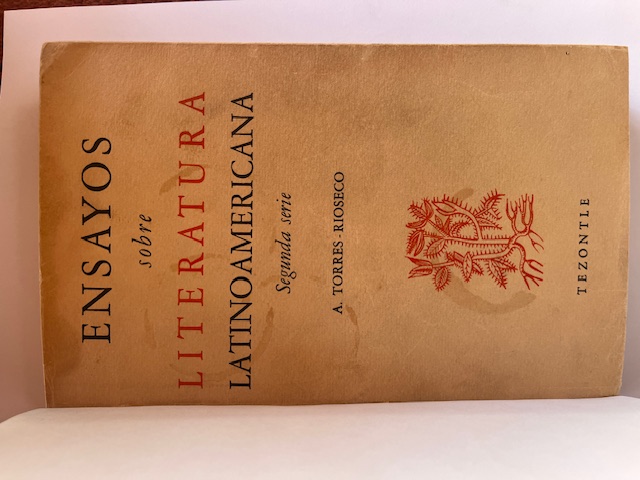 ENSAYOS
sobre
LITERATURA
LATINOAMERICANA
Segunda serie
A. TORRES - RIOSECO
TEZONTLE